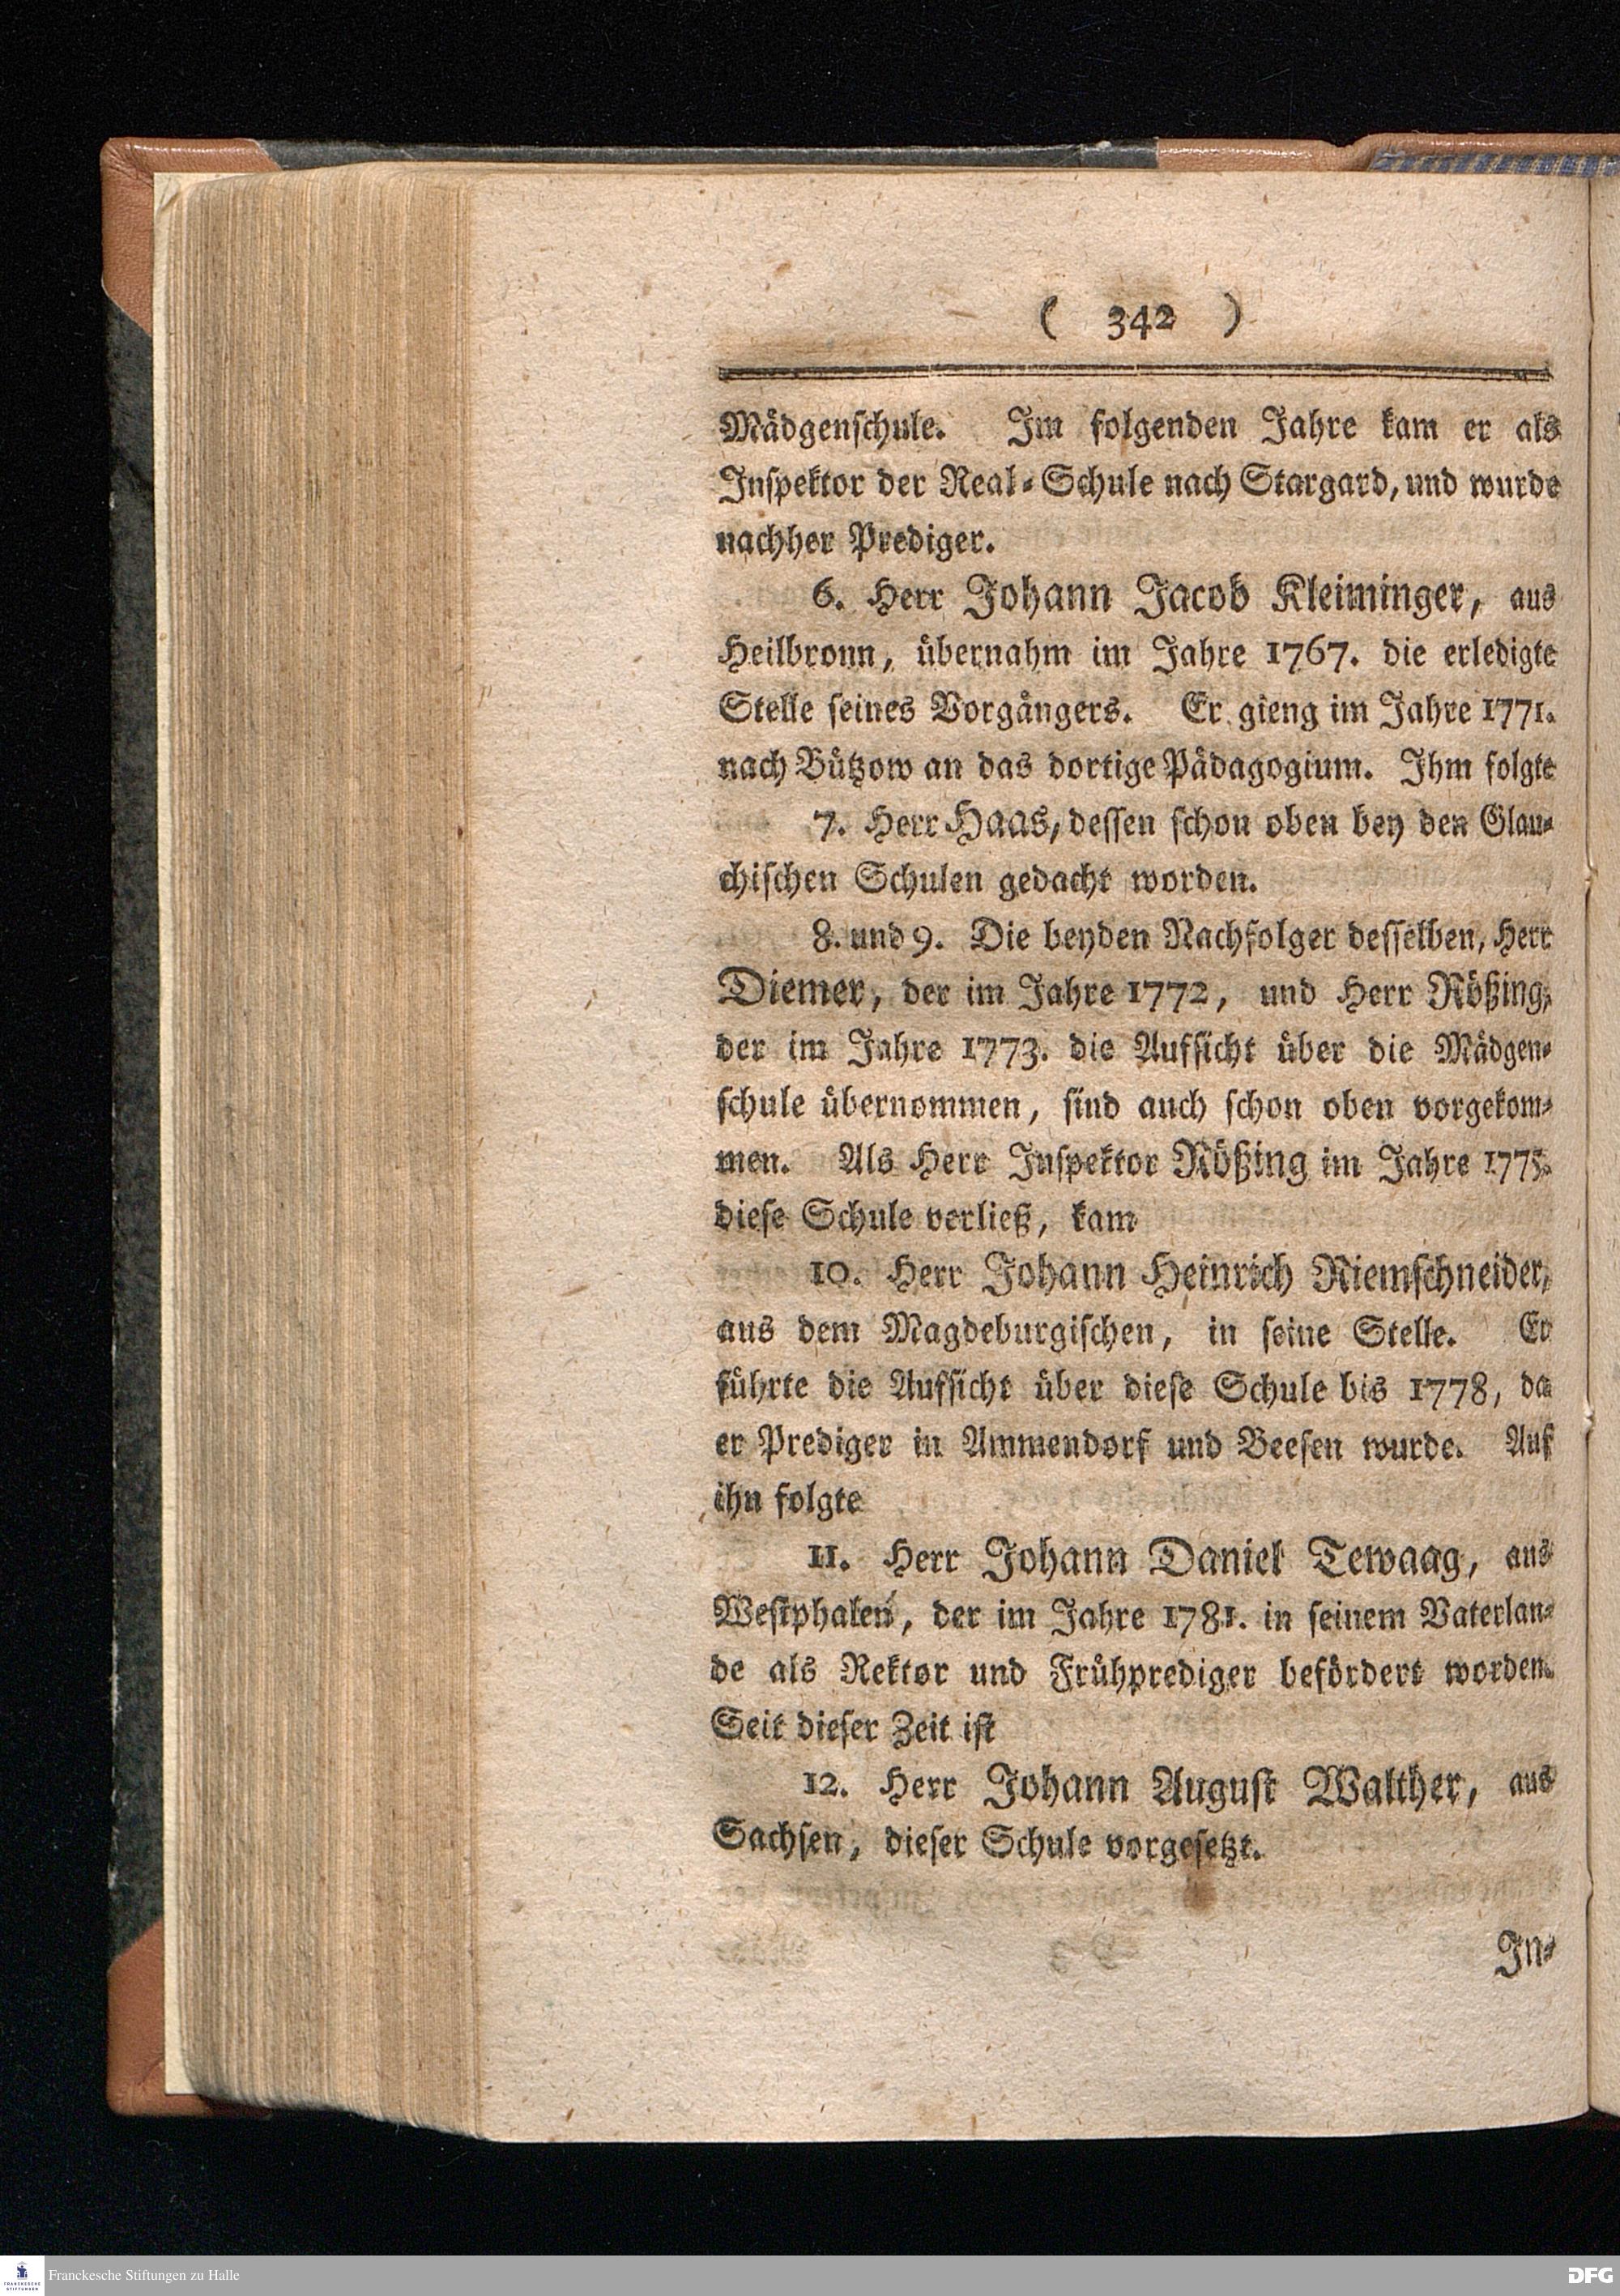 ( 342 )
Mädgenschule. Im folgenden Jahre kam er als
Inspektor der Real-Schule nach Stargard, und wurde
nachher Prediger.
6. Herr Johann Jacob Kleiminger, aus
Heilbronn, übernahm im Jahre 1767. die erledigte
Stelle seines Vorgängers. Er gieng im Jahre 1771.
nach Bützow an das dortige Pädagogium. Ihm folgte
7. Herr Haas, dessen schon oben bey den Glau-
chischen Schulen gedacht worden.
8. und 9. Die beyden Nachfolger desselben, Herr
Diemer, der im Jahre 1772, und Herr Rößing,
der im Jahre 1773. die Aufsicht über die Mädgen-
schule übernommen, sind auch schon oben vorgekom-
men. Als Herr Inspektor Rößing im Jahre 1775.
diese Schule verließ, kam
10. Herr Johann Heinrich Riemschneider,
aus dem Magdeburgischen, in seine Stelle. Er
führte die Aufsicht über diese Schule bis 1778, da
er Prediger in Ammendorf und Beesen wurde. Auf
ihn folgte
11. Herr Johann Daniel Tewaag, aus
Westphalen, der im Jahre 1781. in seinem Vaterlan-
de als Rektor und Frühprediger befördert worden.
Seit dieser Zeit ist
12. Herr Johann August Walther, aus
Sachsen, dieser Schule vorgesetzt.
In-
FRANCKESCHE STIFTUNGEN
Franckesche Stiftungen zu Halle
DFG